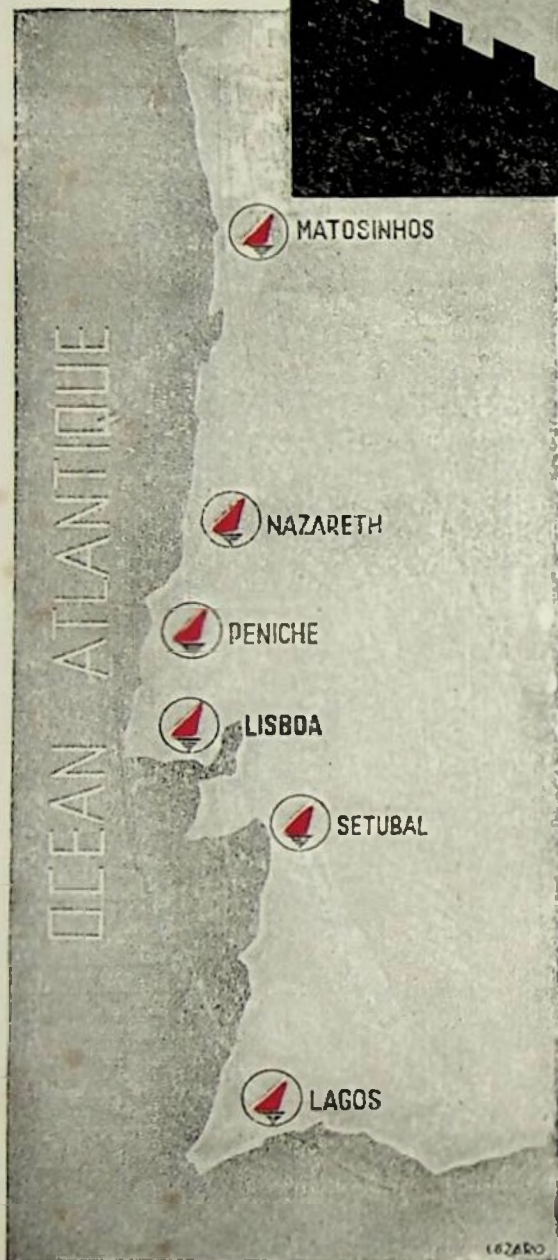 MATOSINHOS
NAZARETH
PENICHE
LISBOA
SETUBAL
LAGOS
OCEAN ATLANTIQUE